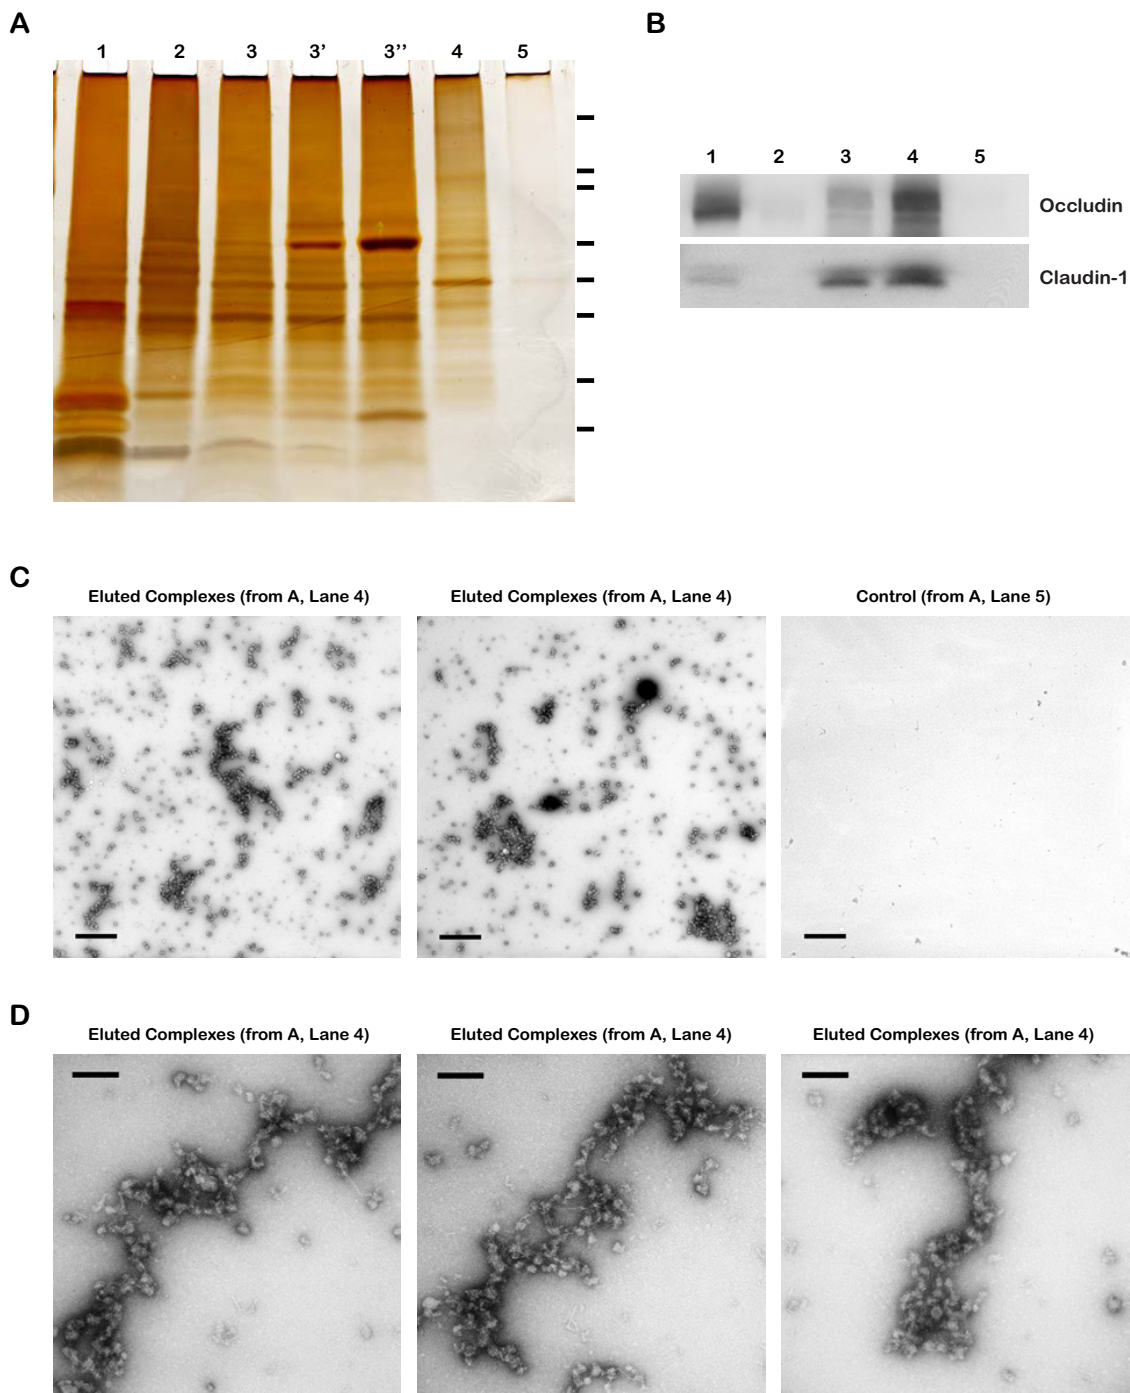 A
B
1 2 3 3’ 3’’ 4 5
1 2 3 4 5
Occludin
Claudin-1
C
Eluted Complexes (from A, Lane 4) Eluted Complexes (from A, Lane 4) Control (from A, Lane 5)
D
Eluted Complexes (from A, Lane 4) Eluted Complexes (from A, Lane 4) Eluted Complexes (from A, Lane 4)